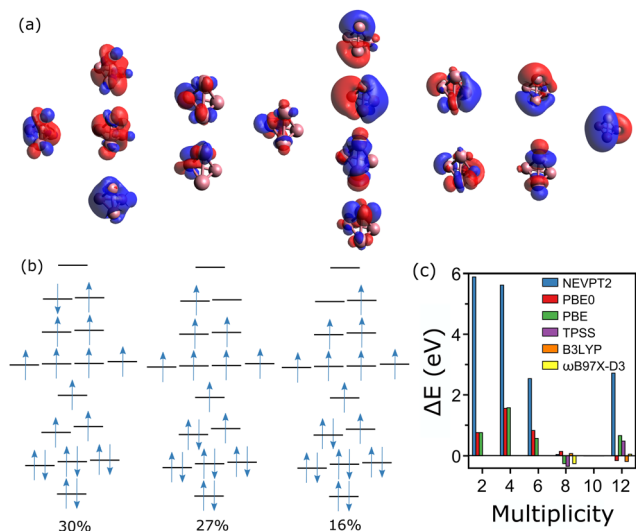 (a)
(b)
30%
27%
16%
(c)
ΔE (eV)
6
4
2
0
NEVPT2
PBE0
PBE
TPSS
B3LYP
ωB97X-D3
2 4 6 8 10 12
Multiplicity